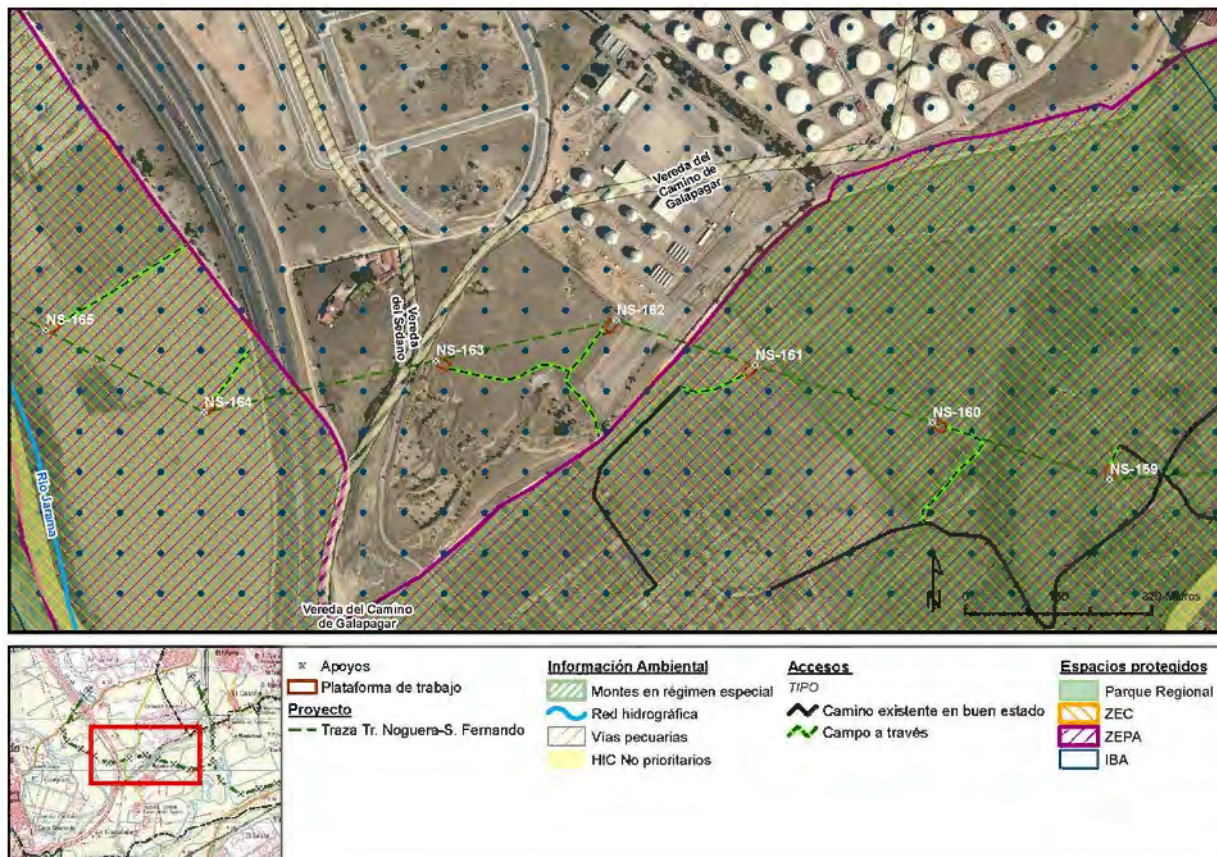 Vereda del
Camino de
Galapagar
NS-165
NS-164
Vereda
del Sedano
NS-163
NS-162
NS-161
NS-160
NS-159
Río Jarama
Vereda del Camino
de Galapagar
N
0
320 Metros
Apoyos
Plataforma de trabajo
Proyecto
Traza Tr. Noguera-S. Fernando
Información Ambiental
Montes en régimen especial
Red hidrográfica
Vías pecuarias
HIC No prioritarios
Accesos
TIPO
Camino existente en buen estado
Campo a través
Espacios protegidos
Parque Regional
ZEC
ZEPA
IBA